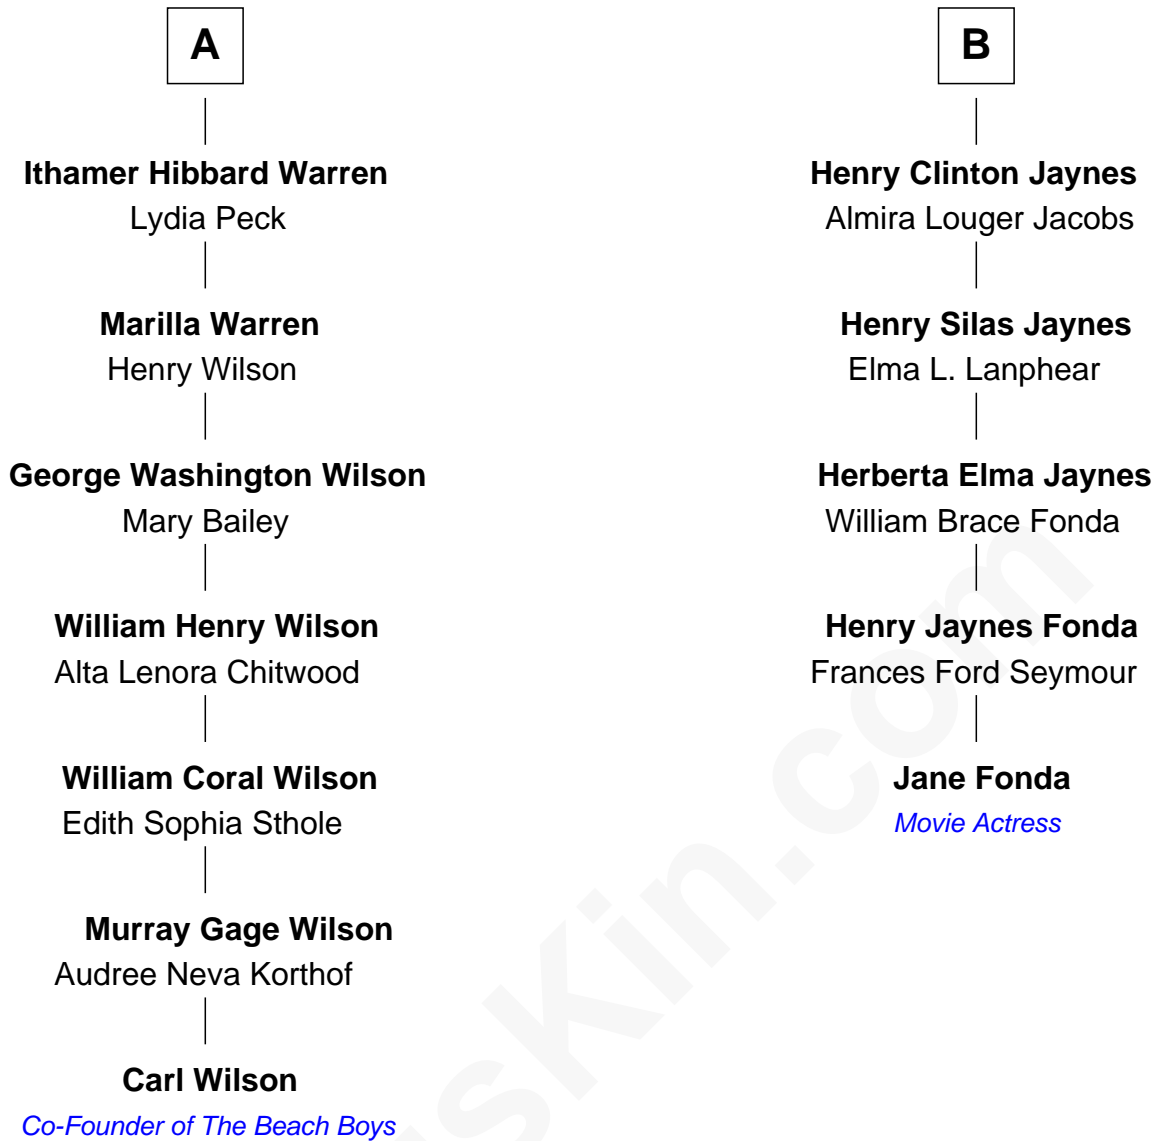 A
Ithamer Hibbard Warren
Lydia Peck
Marilla Warren
Henry Wilson
George Washington Wilson
Mary Bailey
William Henry Wilson
Alta Lenora Chitwood
William Coral Wilson
Edith Sophia Sthole
Murray Gage Wilson
Audree Neva Korthof
Carl Wilson
Co-Founder of The Beach Boys
B
Henry Clinton Jaynes
Almira Louger Jacobs
Henry Silas Jaynes
Elma L. Lanphear
Herberta Elma Jaynes
William Brace Fonda
Henry Jaynes Fonda
Frances Ford Seymour
Jane Fonda
Movie Actress